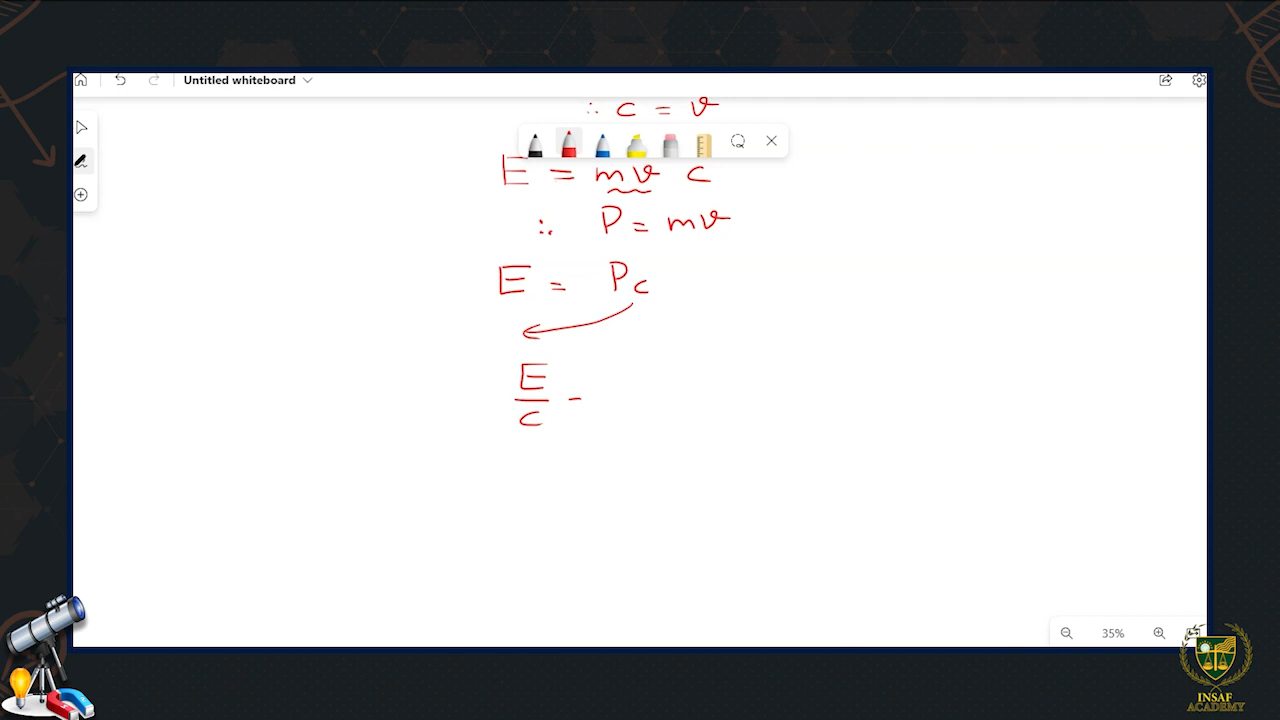 Untitled whiteboard
∴ c = v
E = mv c
∴ P = mv
E = Pc
E/c -
35%
INSAF
ACADEMY